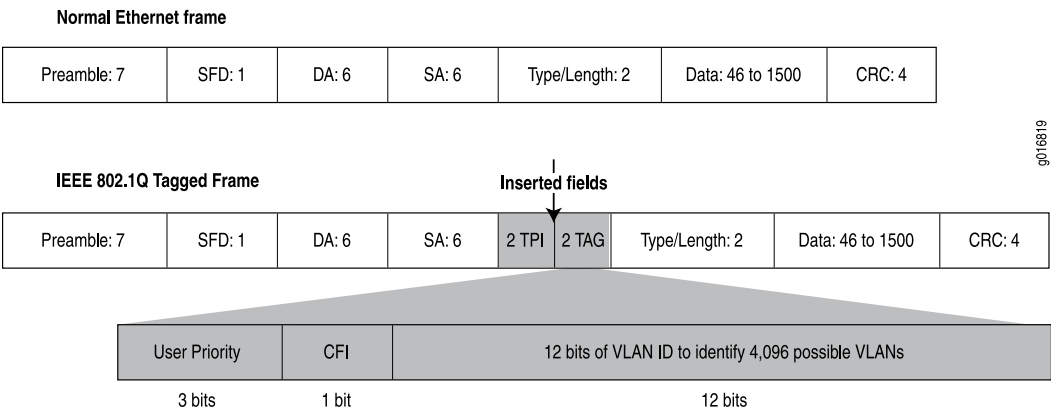 Normal Ethernet frame
Preamble: 7 SFD: 1 DA: 6 SA: 6 Type/Length: 2 Data: 46 to 1500 CRC: 4
g016819
IEEE 802.1Q Tagged Frame Inserted fields
Preamble: 7 SFD: 1 DA: 6 SA: 6 2 TPI 2 TAG Type/Length: 2 Data: 46 to 1500 CRC: 4
User Priority CFI 12 bits of VLAN ID to identify 4,096 possible VLANs
3 bits 1 bit 12 bits